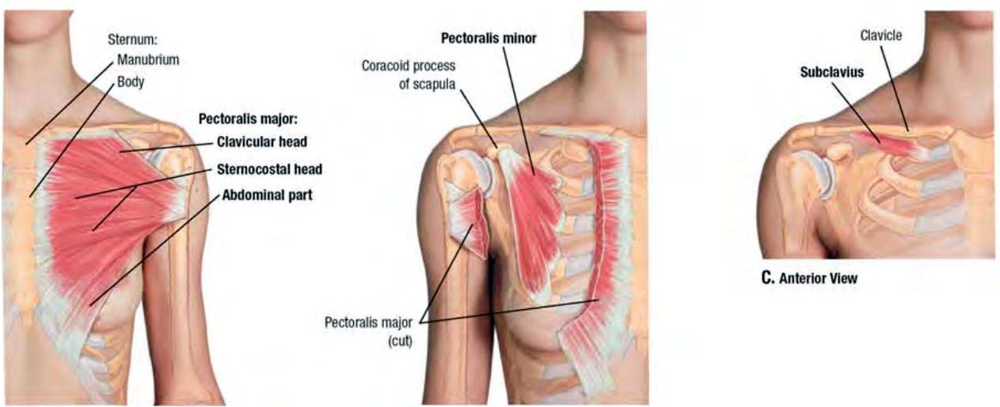 Sternum:
Manubrium
Body
Pectoralis major:
Clavicular head
Sternocostal head
Abdominal part
Pectoralis minor
Coracoid process
of scapula
Pectoralis major
(cut)
Clavicle
Subclavius
C. Anterior View